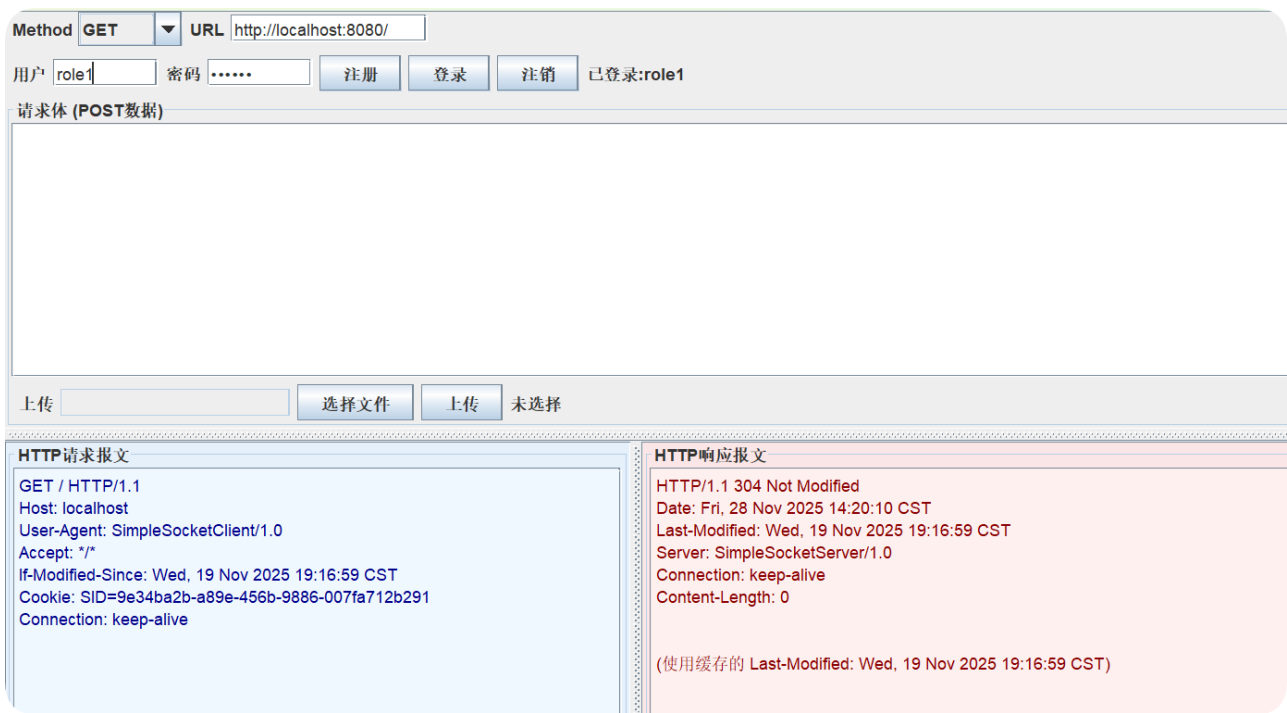 Method GET URL http://localhost:8080/
用户 role1 密码 •••••• 注册 登录 注销 已登录:role1
请求体 (POST数据)
上传 选择文件 上传 未选择
HTTP请求报文
GET / HTTP/1.1
Host: localhost
User-Agent: SimpleSocketClient/1.0
Accept: */*
If-Modified-Since: Wed, 19 Nov 2025 19:16:59 CST
Cookie: SID=9e34ba2b-a89e-456b-9886-007fa712b291
Connection: keep-alive
HTTP响应报文
HTTP/1.1 304 Not Modified
Date: Fri, 28 Nov 2025 14:20:10 CST
Last-Modified: Wed, 19 Nov 2025 19:16:59 CST
Server: SimpleSocketServer/1.0
Connection: keep-alive
Content-Length: 0
(使用缓存的 Last-Modified: Wed, 19 Nov 2025 19:16:59 CST)